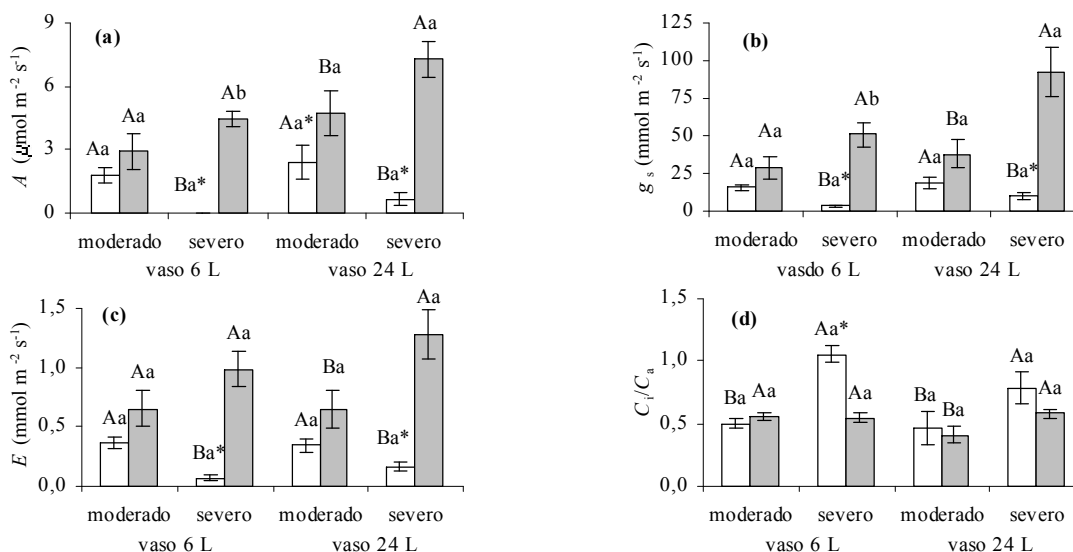 (a)
A (µmol m⁻² s⁻¹)
9
6
3
0
Aa Aa Ba* Ab Aa* Ba Ba* Aa
moderado severo moderado severo
vaso 6 L vaso 24 L
(b)
g s (mmol m⁻² s⁻¹)
125
100
75
50
25
0
Aa Aa Ba* Ab Aa Ba Ba* Aa
moderado severo moderado severo
vasdo 6 L vaso 24 L
(c)
E (mmol m⁻² s⁻¹)
1,5
1,0
0,5
0,0
Aa Aa Ba* Aa Aa Ba Ba* Aa
moderado severo moderado severo
vaso 6 L vaso 24 L
(d)
Ci/Ca
1,5
1,0
0,5
0,0
Ba Aa Aa* Aa Ba Ba Aa Aa
moderado severo moderado severo
vaso 6 L vaso 24 L